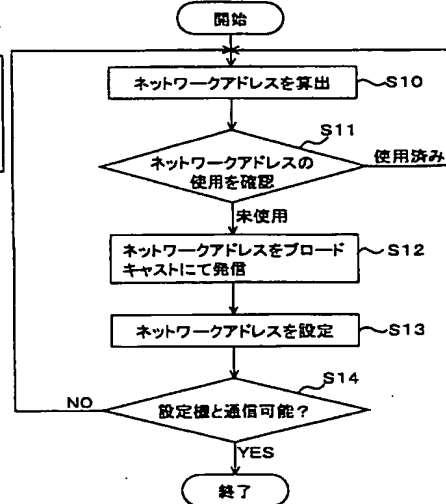 開始
ネットワークアドレスを算出
S10
S11
ネットワークアドレスの
使用を確認
使用済み
未使用
ネットワークアドレスをブロード
キャストにて発信
S12
ネットワークアドレスを設定
S13
S14
設定機と通信可能？
NO
YES
終了